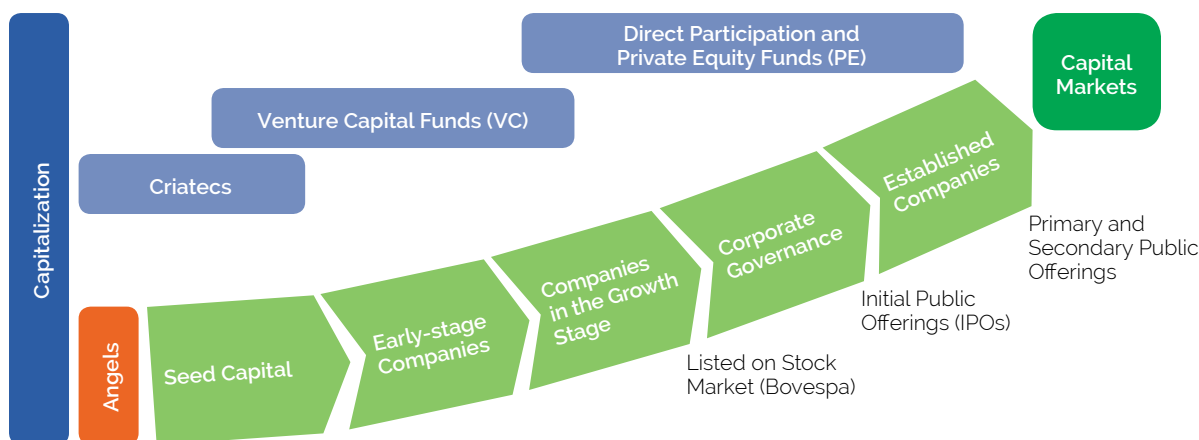 Capitalization
Direct Participation and
Private Equity Funds (PE)
Capital
Markets
Venture Capital Funds (VC)
Criatecs
Angels
Seed Capital
Early-stage
Companies
Companies
in the Growth
Stage
Corporate
Governance
Established
Companies
Listed on Stock
Market (Bovespa)
Initial Public
Offerings (IPOs)
Primary and
Secondary Public
Offerings